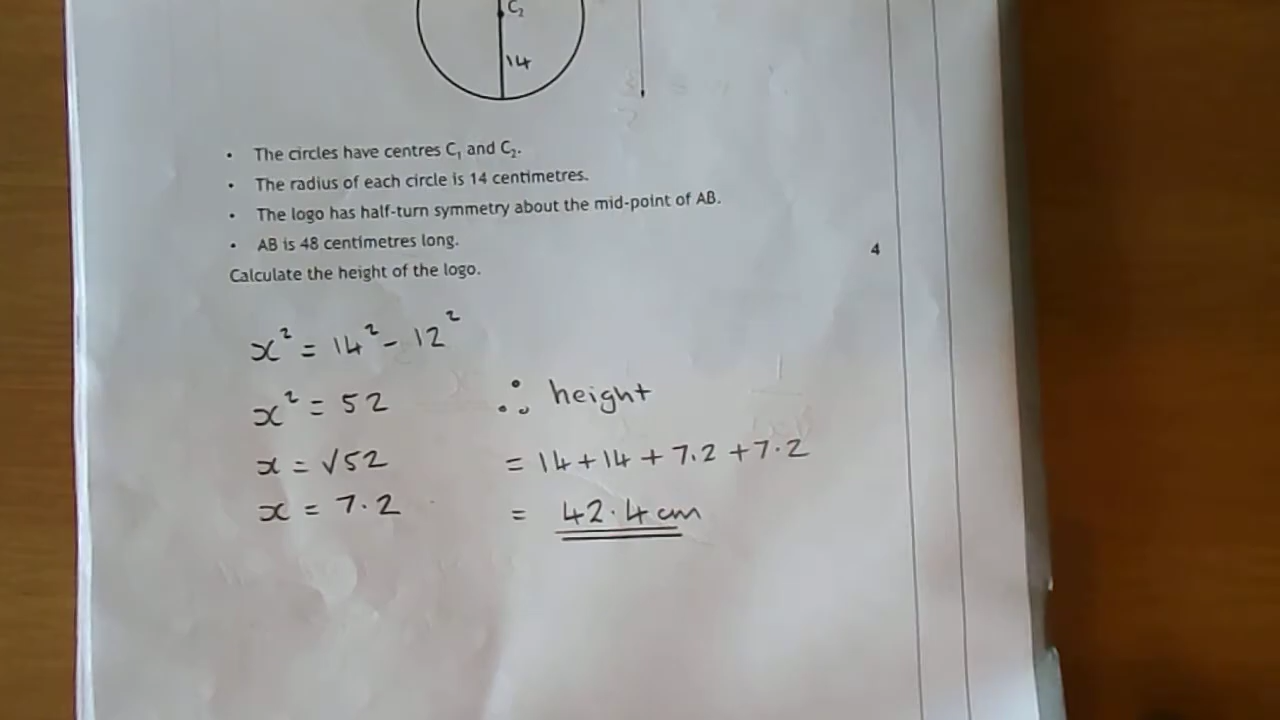 C₂
14
• The circles have centres C₁ and C₂.
• The radius of each circle is 14 centimetres.
• The logo has half-turn symmetry about the mid-point of AB.
• AB is 48 centimetres long.
Calculate the height of the logo.
4
x² = 14² - 12²
x² = 52
x = √52
x = 7.2
∴ height
= 14 + 14 + 7.2 + 7.2
= 42.4 cm